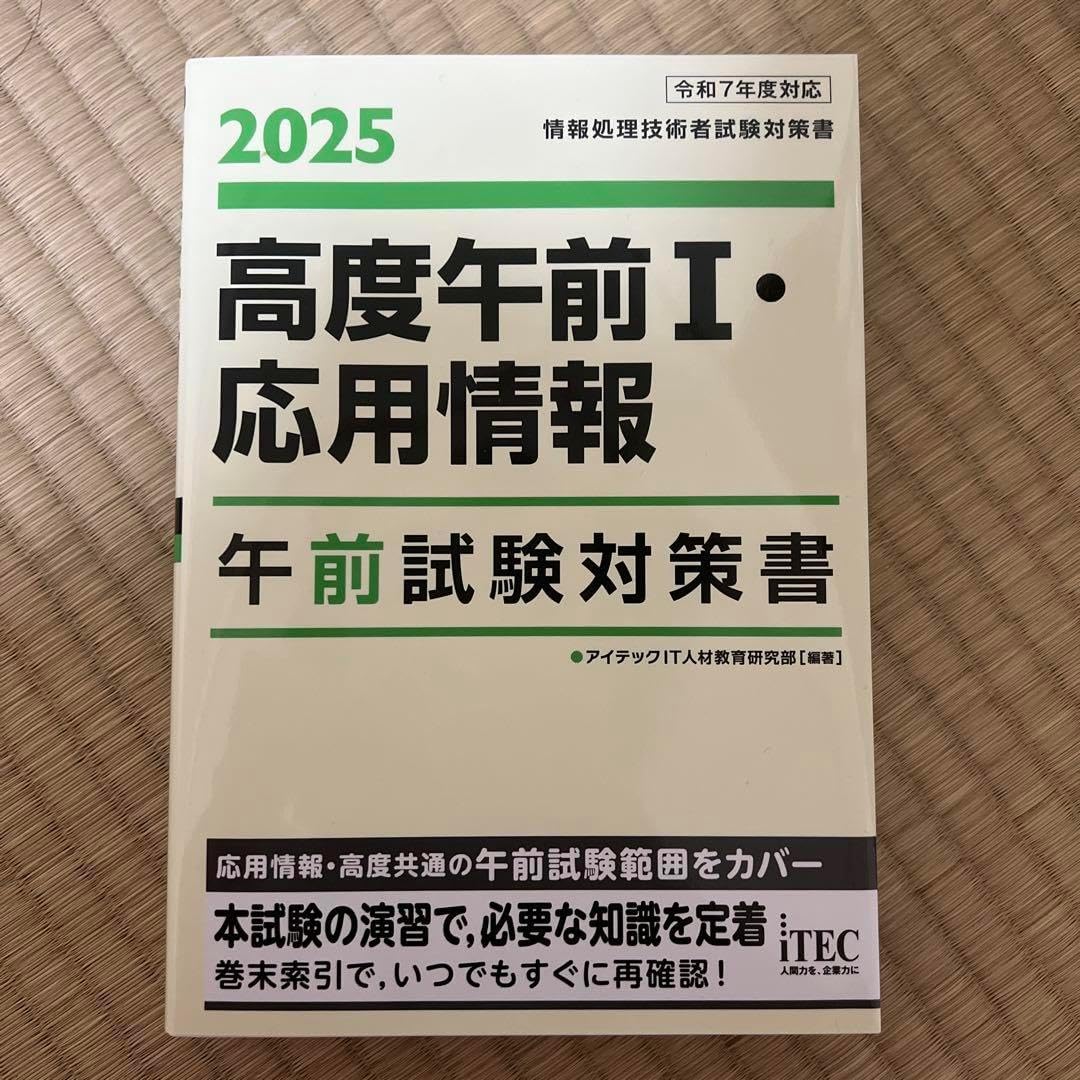 令和7年度対応
2025
情報処理技術者試験対策書
高度午前Ⅰ・
応用情報
午前試験対策書
●アイテックIT人材教育研究部[編著]
応用情報・高度共通の午前試験範囲をカバー
本試験の演習で,必要な知識を定着
巻末索引で,いつでもすぐに再確認!
iTEC
人間力を、企業力に